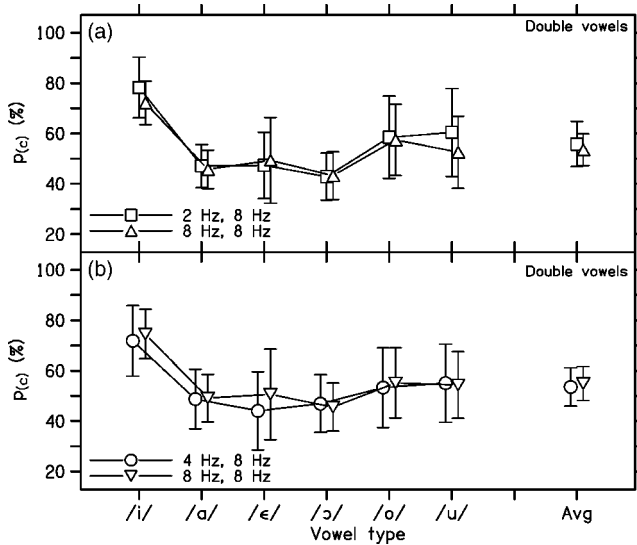 (a)
Double vowels
100
80
60
40
20
p(c) (%)
2 Hz, 8 Hz
8 Hz, 8 Hz
(b)
Double vowels
100
80
60
40
20
p(c) (%)
4 Hz, 8 Hz
8 Hz, 8 Hz
/i/ /ɑ/ /ɛ/ /ɔ/ /o/ /u/ Avg
Vowel type